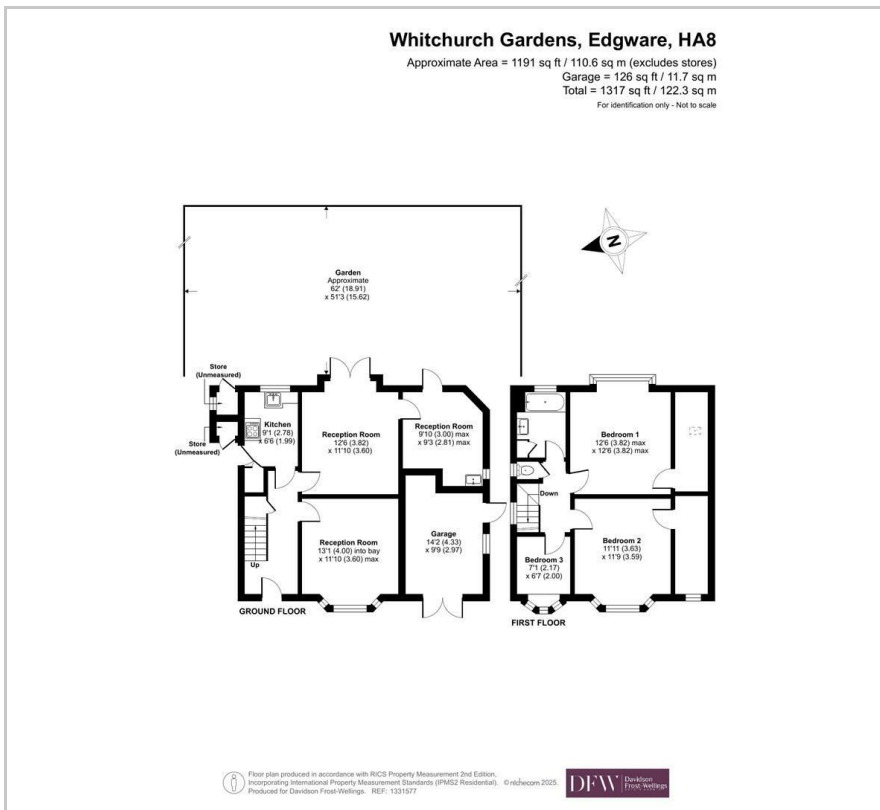 Whitchurch Gardens, Edgware, HA8
Approximate Area = 1191 sq ft / 110.6 sq m (excludes stores)
Garage = 126 sq ft / 11.7 sq m
Total = 1317 sq ft / 122.3 sq m
For identification only - Not to scale
N
Garden
Approximate
62' (18.91)
x 51'3 (15.62)
Store
(Unmeasured)
Store
(Unmeasured)
Kitchen
9'1 (2.78)
x 6'6 (1.99)
Reception Room
12'6 (3.82)
x 11'10 (3.60)
Reception Room
9'10 (3.00) max
x 9'3 (2.81) max
Reception Room
13'1 (4.00) into bay
x 11'10 (3.60) max
Garage
14'2 (4.33)
x 9'9 (2.97)
Up
GROUND FLOOR
Bedroom 1
12'6 (3.82) max
x 12'6 (3.82) max
Down
Bedroom 2
11'11 (3.63)
x 11'9 (3.59)
Bedroom 3
7'1 (2.17)
x 6'7 (2.00)
FIRST FLOOR
Floor plan produced in accordance with RICS Property Measurement 2nd Edition,
Incorporating International Property Measurement Standards (IPMS2 Residential). © nichecom 2025.
Produced for Davidson Frost-Wellings. REF: 1331577
DFW
Davidson
Frost-Wellings